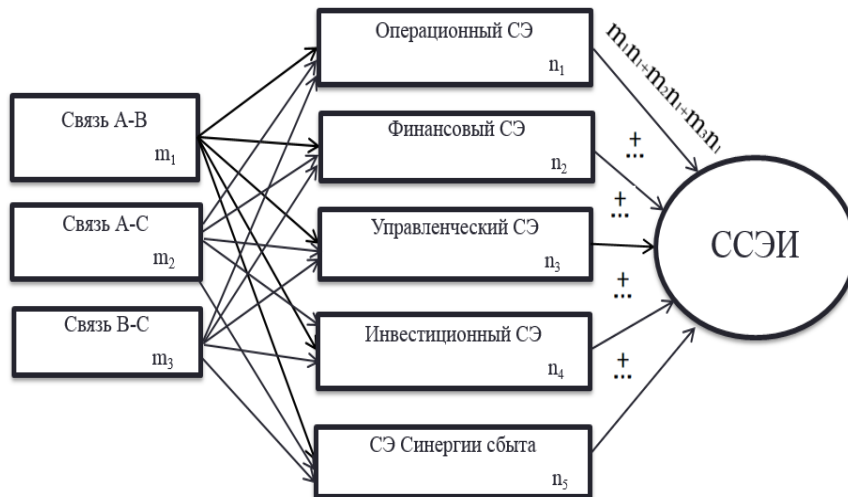 Операционный СЭ
n₁
m₁n₁+m₂n₁+m₃n₁
Связь А-В
m₁
Финансовый СЭ
n₂
+
...
Связь А-С
m₂
Управленческий СЭ
n₃
+
...
ССЭИ
Связь В-С
m₃
Инвестиционный СЭ
n₄
+
...
+
...
СЭ Синергии сбыта
n₅